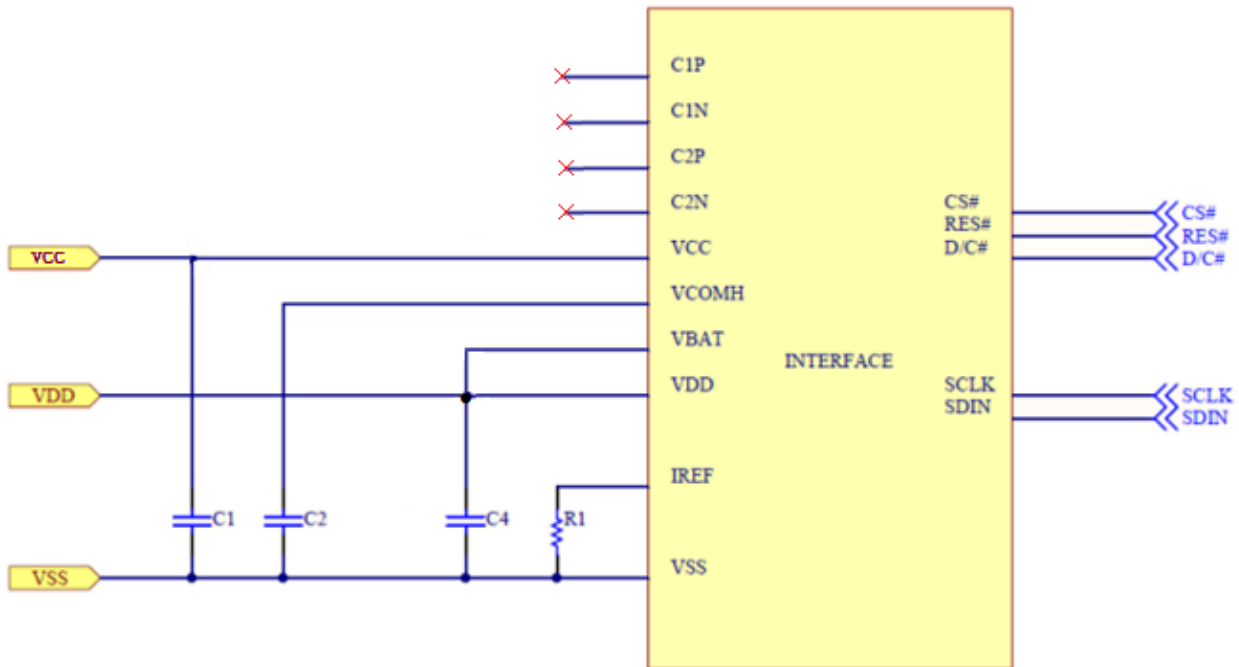 C1P
C1N
C2P
C2N
CS#
CS#
RES#
RES#
VCC
VCC
D/C#
D/C#
VCOMH
VBAT
INTERFACE
VDD
VDD
SCLK
SCLK
SDIN
SDIN
IREF
C1
C2
C4
R1
VSS
VSS